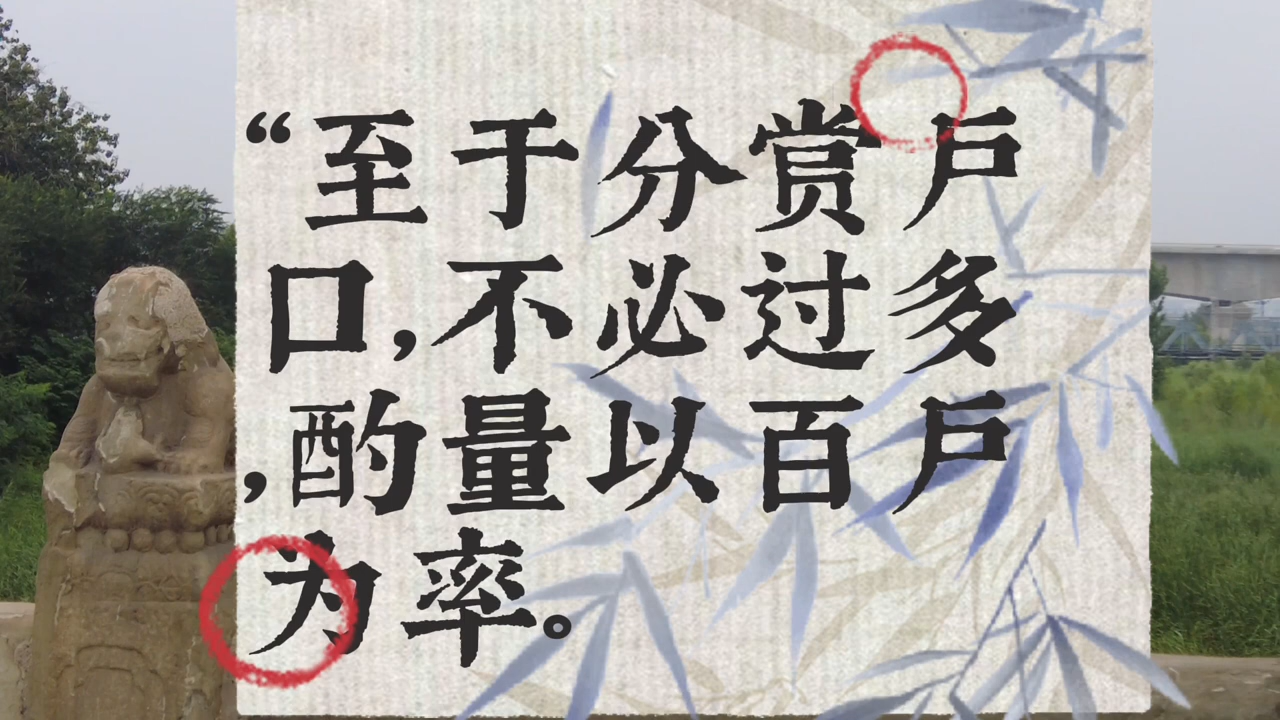 “至于分赏户
口,不必过多
,酌量以百户
为率。